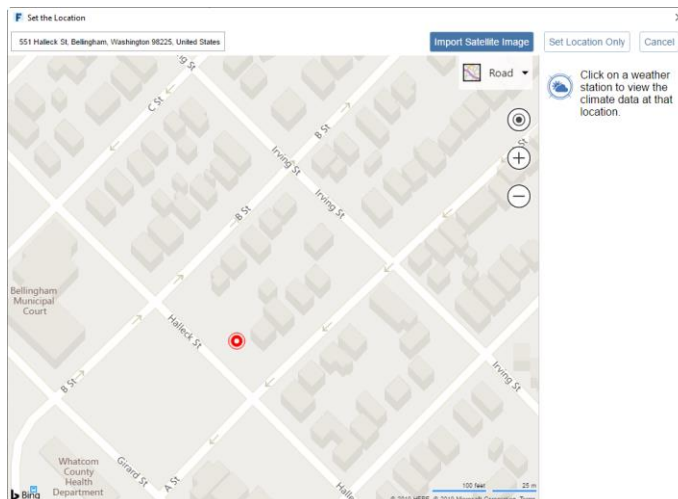 F Set the Location
551 Halleck St, Bellingham, Washington 98225, United States
Import Satellite Image
Set Location Only
Cancel
Road
Click on a weather
station to view the
climate data at that
location.
C St
B St
Irving St
Irving St
B St
Bellingham
Municipal
Court
Halleck St
Irving St
B St
Whatcom
County
Health
Department
Girard St
A St
100 feet
25 m
Bing